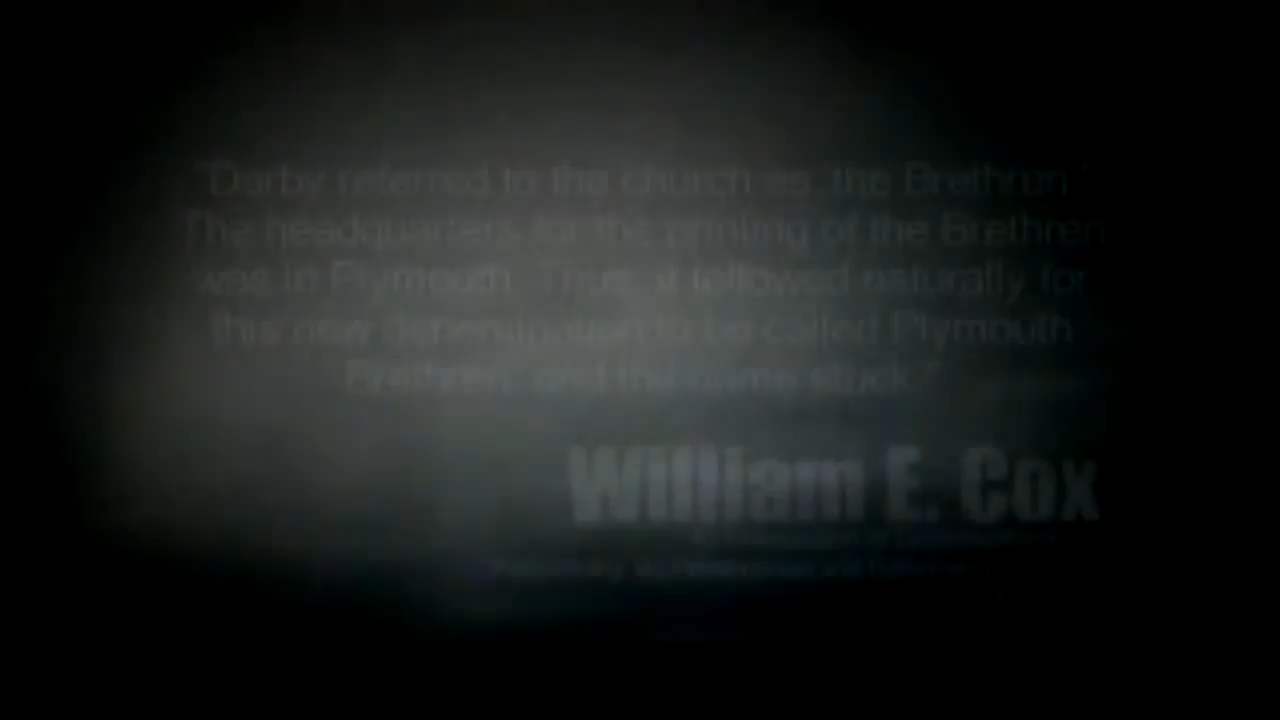 "Darby referred to the church as 'the Brethren.'
The headquarters for the printing of the Brethren
was in Plymouth. Thus, it followed naturally for
this new denomination to be called Plymouth
Brethren, and the name stuck."
William E. Cox